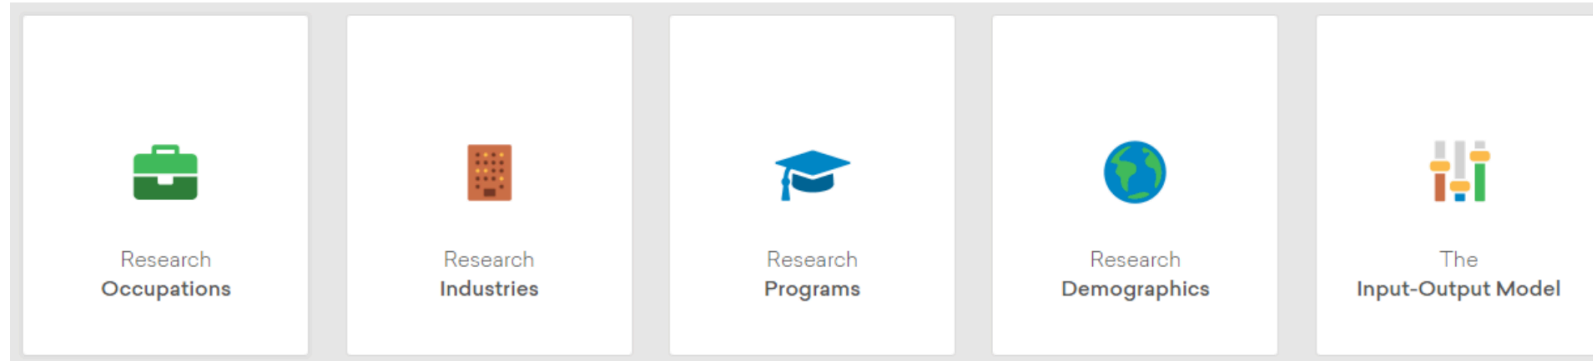 Research
Occupations
Research
Industries
Research
Programs
Research
Demographics
The
Input-Output Model